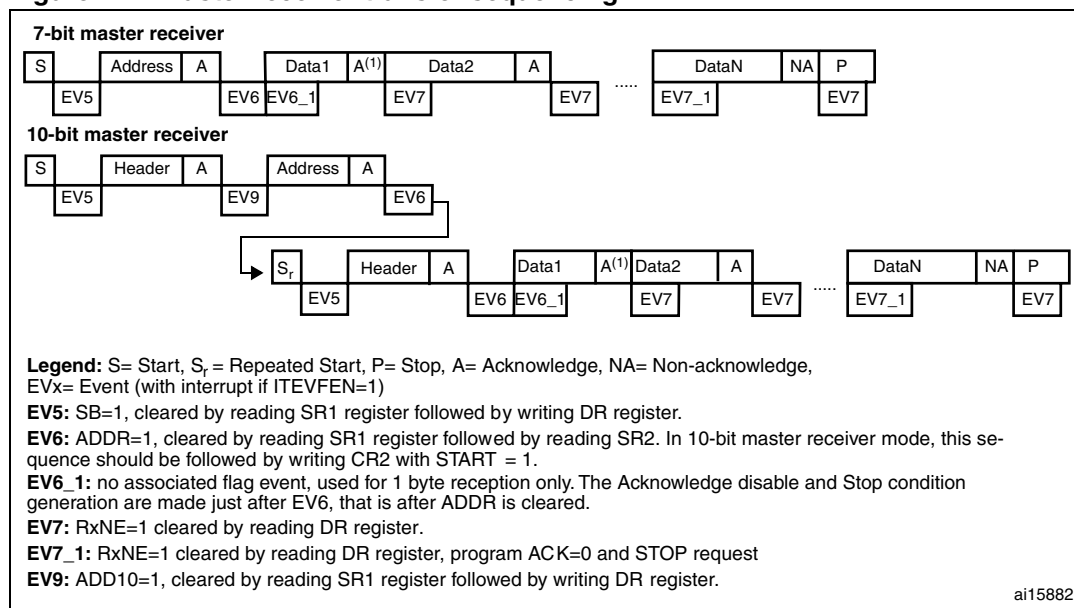 7-bit master receiver
S Address A Data1 A(1) Data2 A ..... DataN NA P
EV5 EV6 EV6_1 EV7 EV7 EV7_1 EV7
10-bit master receiver
S Header A Address A
EV5 EV9 EV6
Sr Header A Data1 A(1) Data2 A ..... DataN NA P
EV5 EV6 EV6_1 EV7 EV7 EV7_1 EV7
Legend: S= Start, Sr = Repeated Start, P= Stop, A= Acknowledge, NA= Non-acknowledge,
EVx= Event (with interrupt if ITEVFEN=1)
EV5: SB=1, cleared by reading SR1 register followed by writing DR register.
EV6: ADDR=1, cleared by reading SR1 register followed by reading SR2. In 10-bit master receiver mode, this se-
quence should be followed by writing CR2 with START = 1.
EV6_1: no associated flag event, used for 1 byte reception only. The Acknowledge disable and Stop condition
generation are made just after EV6, that is after ADDR is cleared.
EV7: RxNE=1 cleared by reading DR register.
EV7_1: RxNE=1 cleared by reading DR register, program ACK=0 and STOP request
EV9: ADD10=1, cleared by reading SR1 register followed by writing DR register.
ai15882